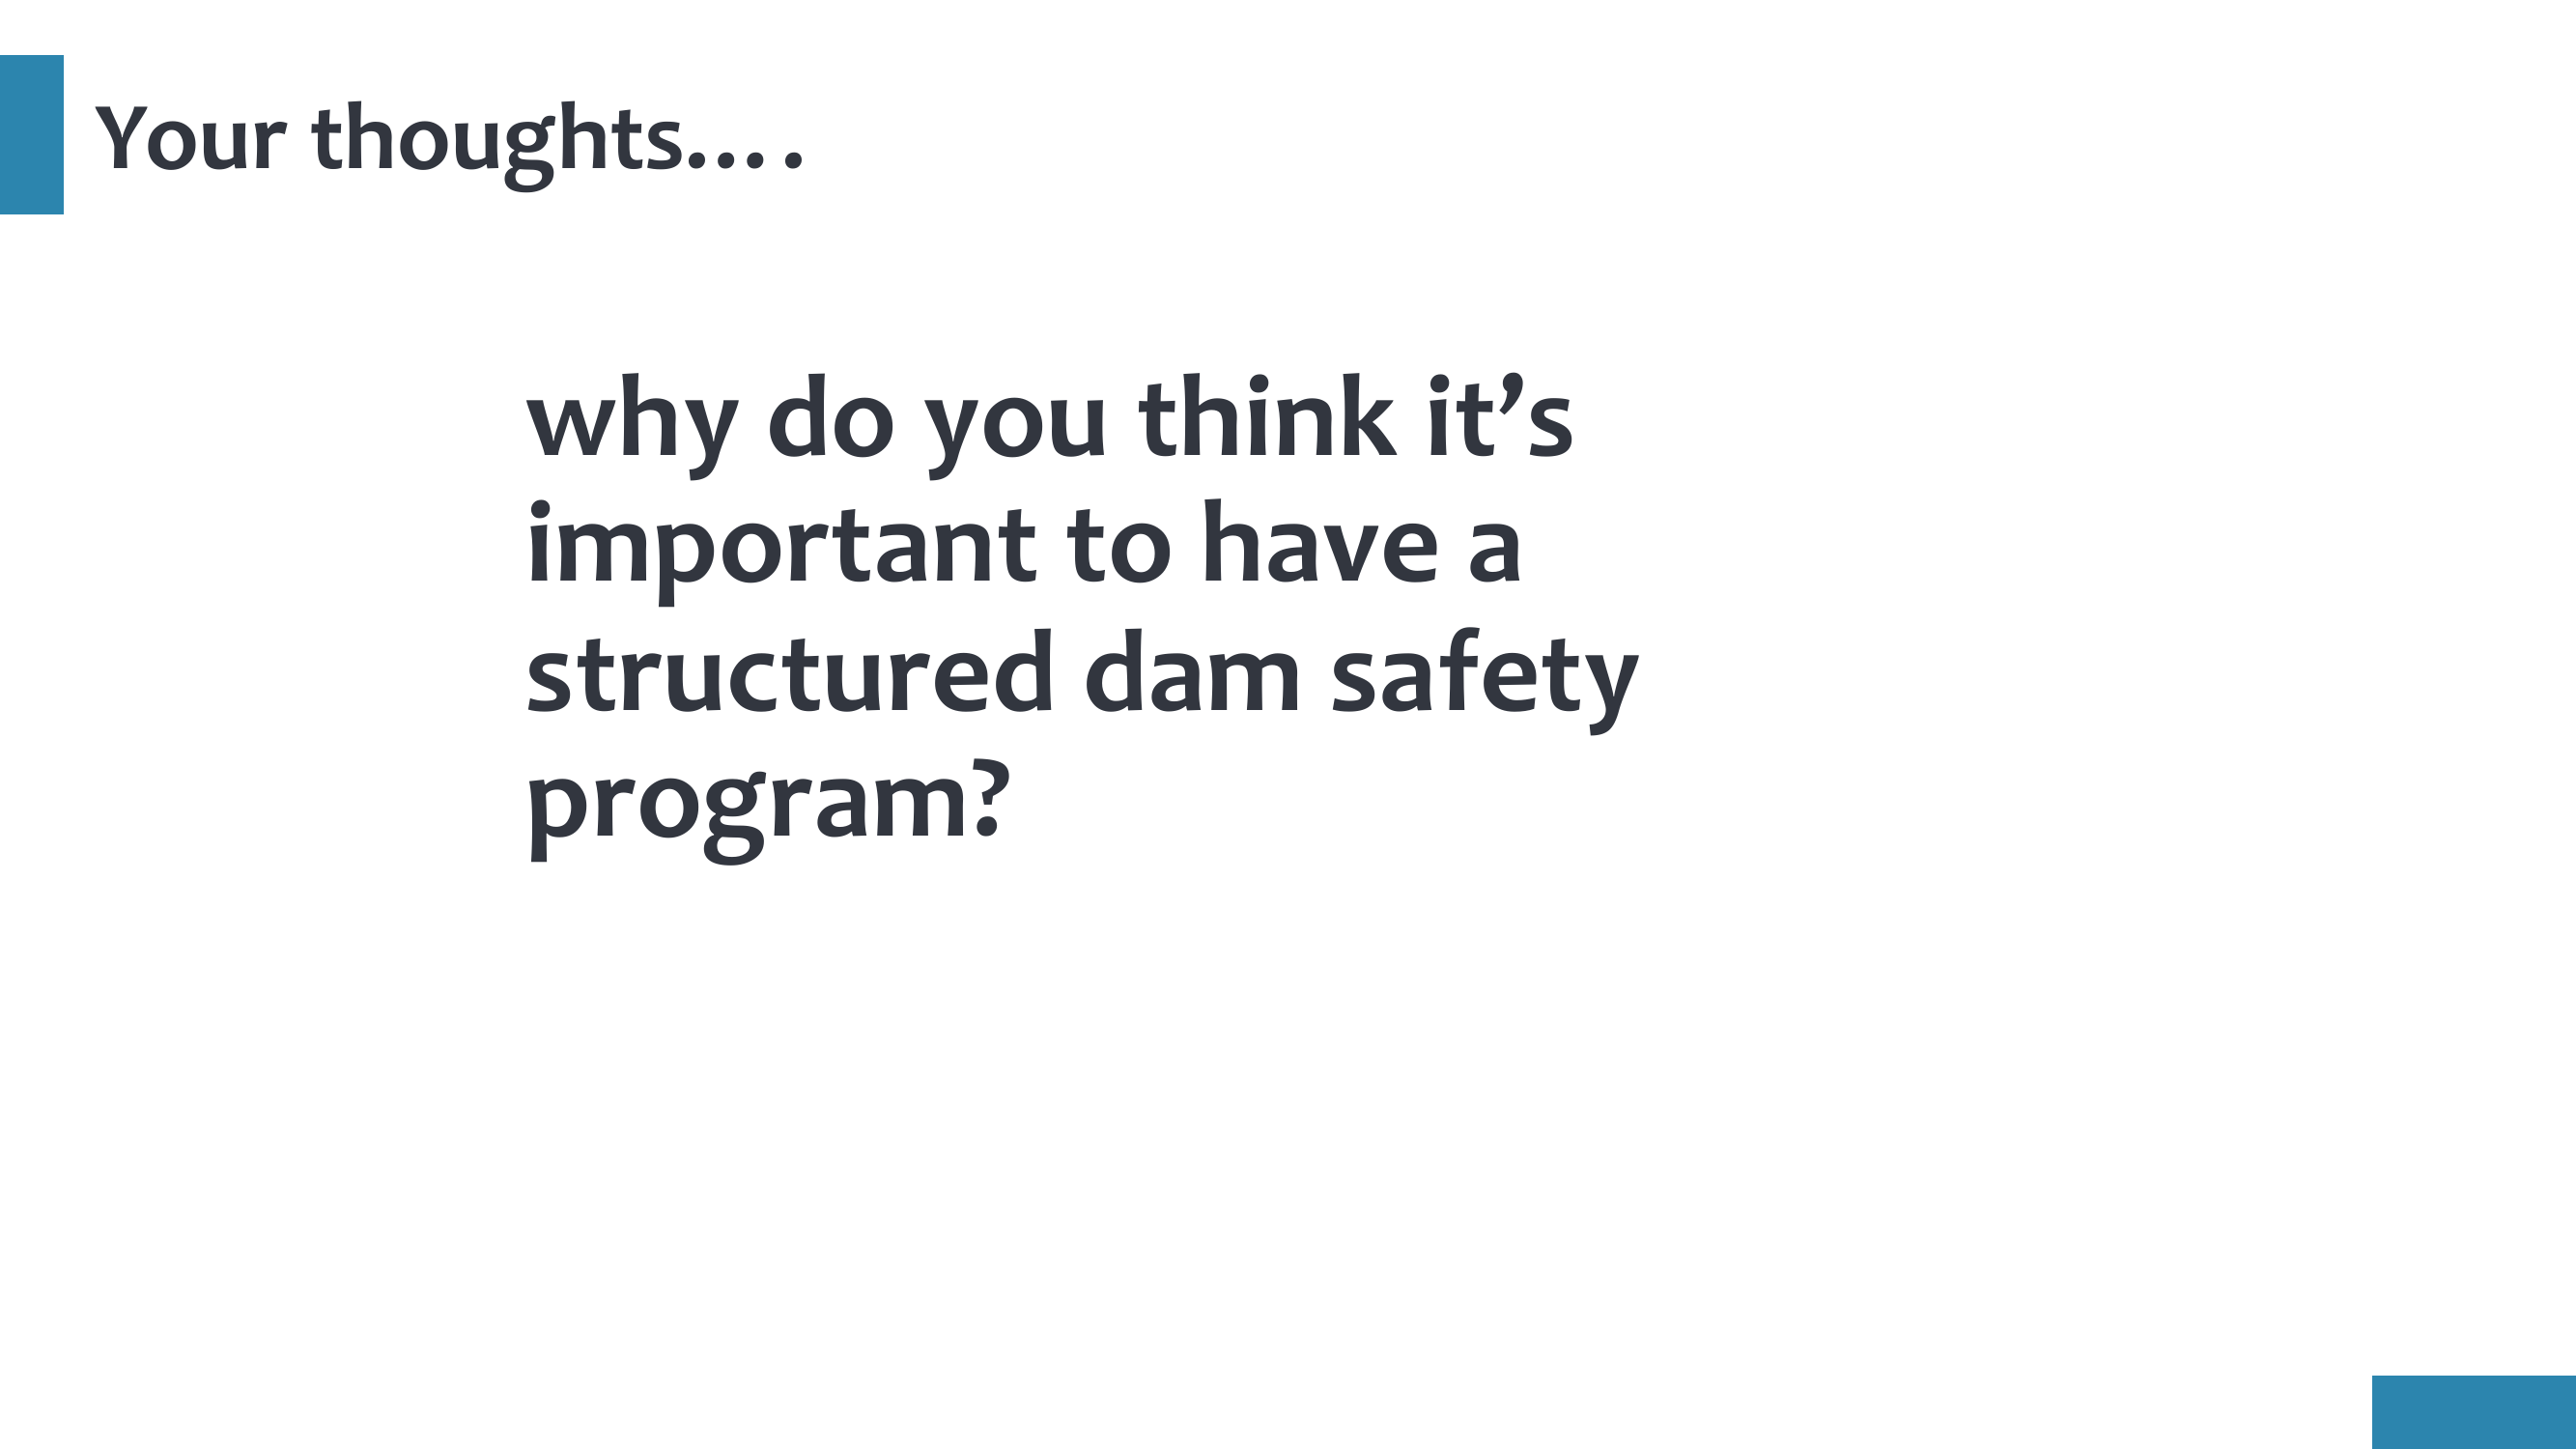 Your thoughts.. . .
why do you think it’s
important to have a
structured dam safety
program?